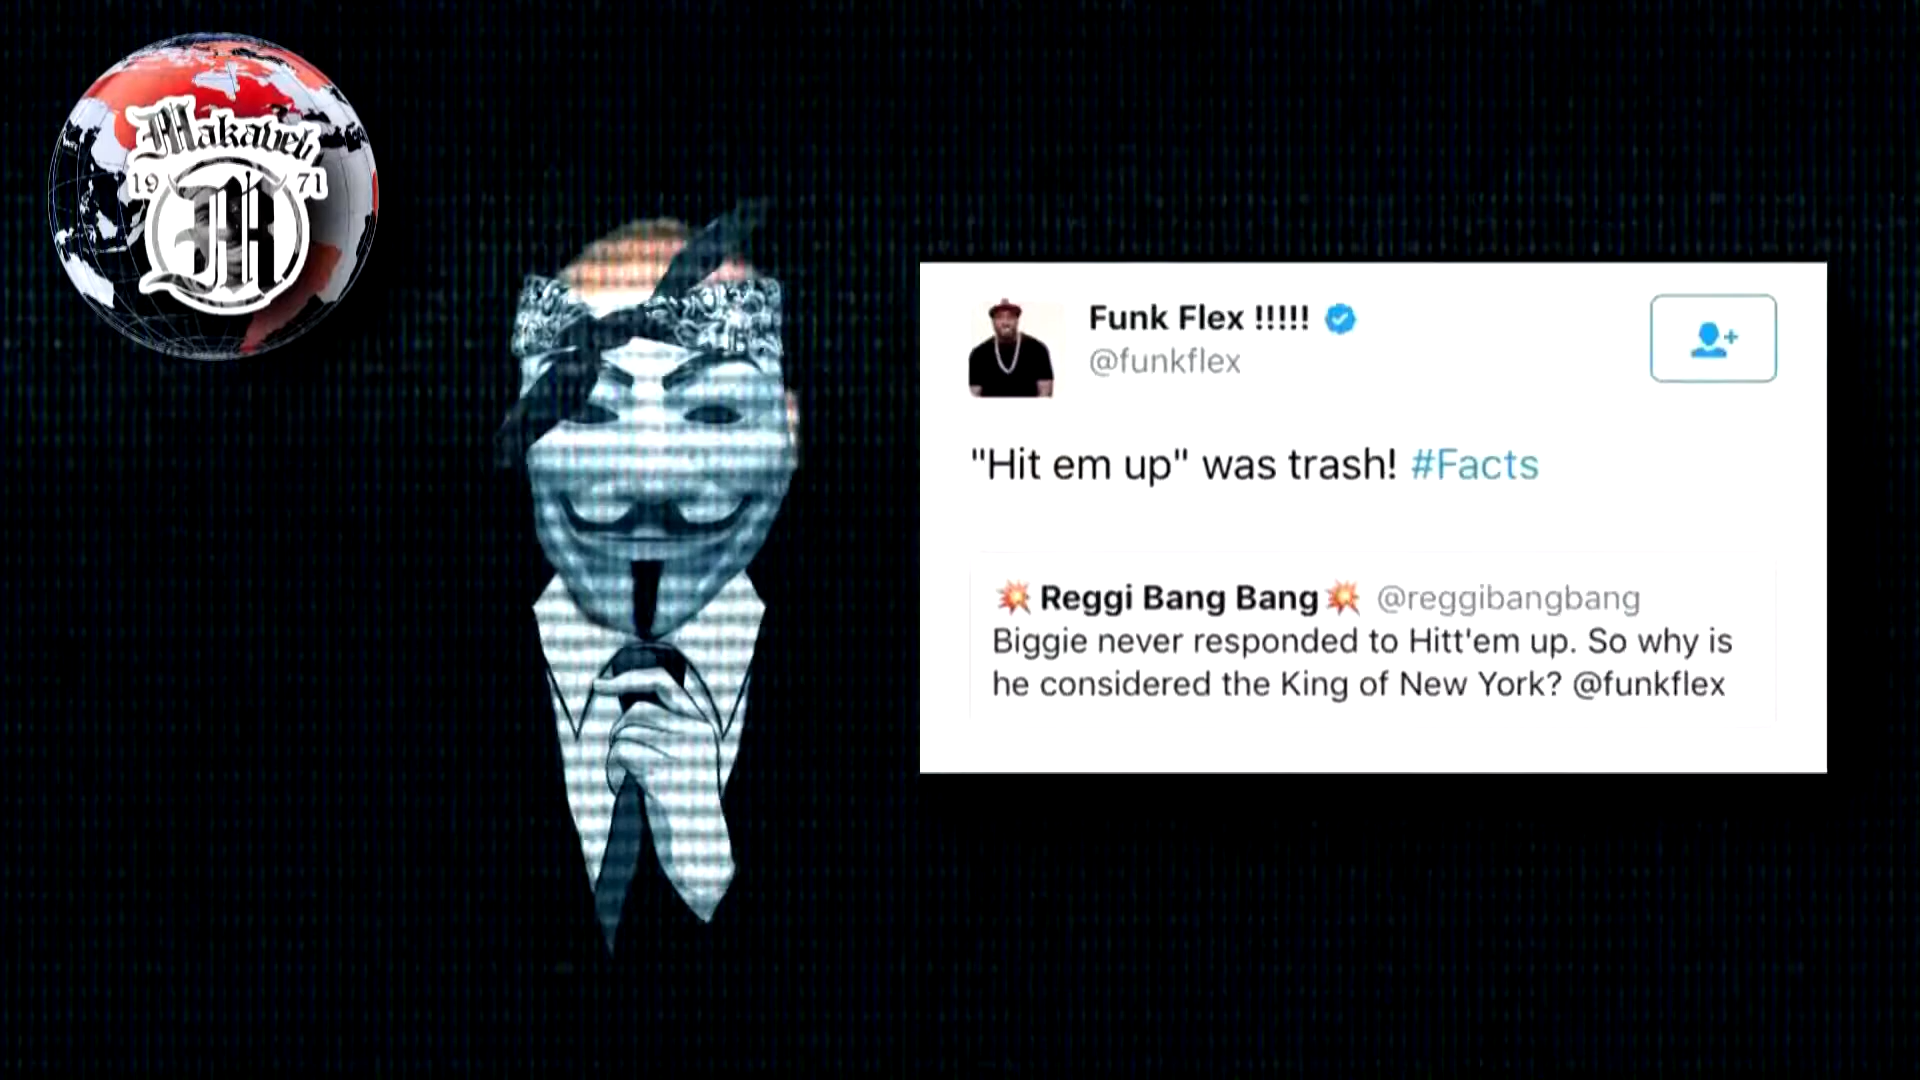 Makaveli
19 71
M
Funk Flex !!!!!
@funkflex
"Hit em up" was trash! #Facts
💥 Reggi Bang Bang 💥 @reggibangbang
Biggie never responded to Hitt'em up. So why is
he considered the King of New York? @funkflex